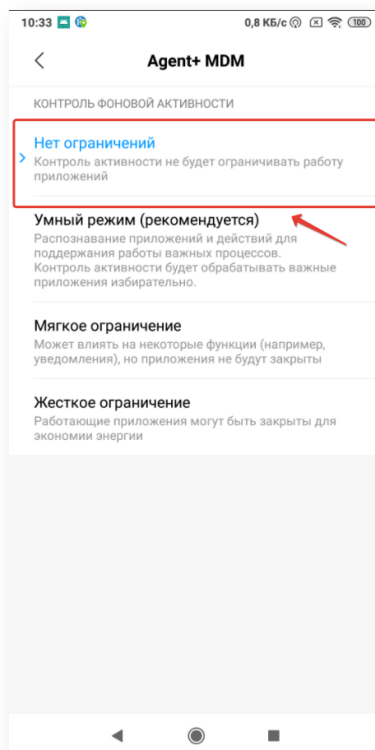 10:33 0,8 КБ/с 100
Agent+ MDM
КОНТРОЛЬ ФОНОВОЙ АКТИВНОСТИ
Нет ограничений
Контроль активности не будет ограничивать работу
приложений
Умный режим (рекомендуется)
Распознавание приложений и действий для
поддержания работы важных процессов.
Контроль активности будет обрабатывать важные
приложения избирательно.
Мягкое ограничение
Может влиять на некоторые функции (например,
уведомления), но приложения не будут закрыты
Жесткое ограничение
Работающие приложения могут быть закрыты для
экономии энергии